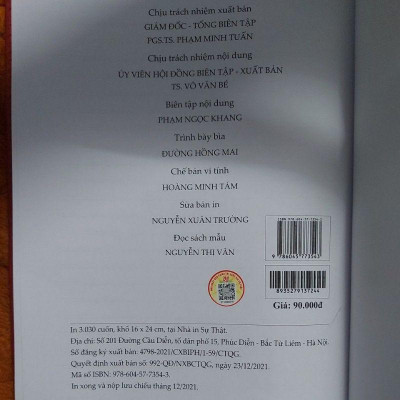 Chịu trách nhiệm xuất bản
GIÁM ĐỐC - TỔNG BIÊN TẬP
PGS.TS. PHẠM MINH TUẤN
Chịu trách nhiệm nội dung
ỦY VIÊN HỘI ĐỒNG BIÊN TẬP - XUẤT BẢN
TS. VÕ VĂN BÉ
Biên tập nội dung
PHẠM NGỌC KHANG
Trình bày bìa
ĐƯỜNG HỒNG MAI
Chế bản vi tính
HOÀNG MINH TÁM
Sửa bản in
NGUYỄN XUÂN TRƯỜNG
Đọc sách mẫu
NGUYỄN THỊ VÂN
9 786045 773543
8935279137244
Giá: 90.000đ
In 3.030 cuốn, khổ 16 x 24 cm, tại Nhà in Sự Thật.
Địa chỉ: Số 201 Đường Cầu Diễn, tổ dân phố 15, Phúc Diễn - Bắc Từ Liêm - Hà Nội.
Số đăng ký xuất bản: 4798-2021/CXBIPH/1-59/CTQG.
Quyết định xuất bản số: 992-QĐ/NXBCTQG, ngày 23/12/2021.
Mã số ISBN: 978-604-57-7354-3.
In xong và nộp lưu chiểu tháng 12/2021.